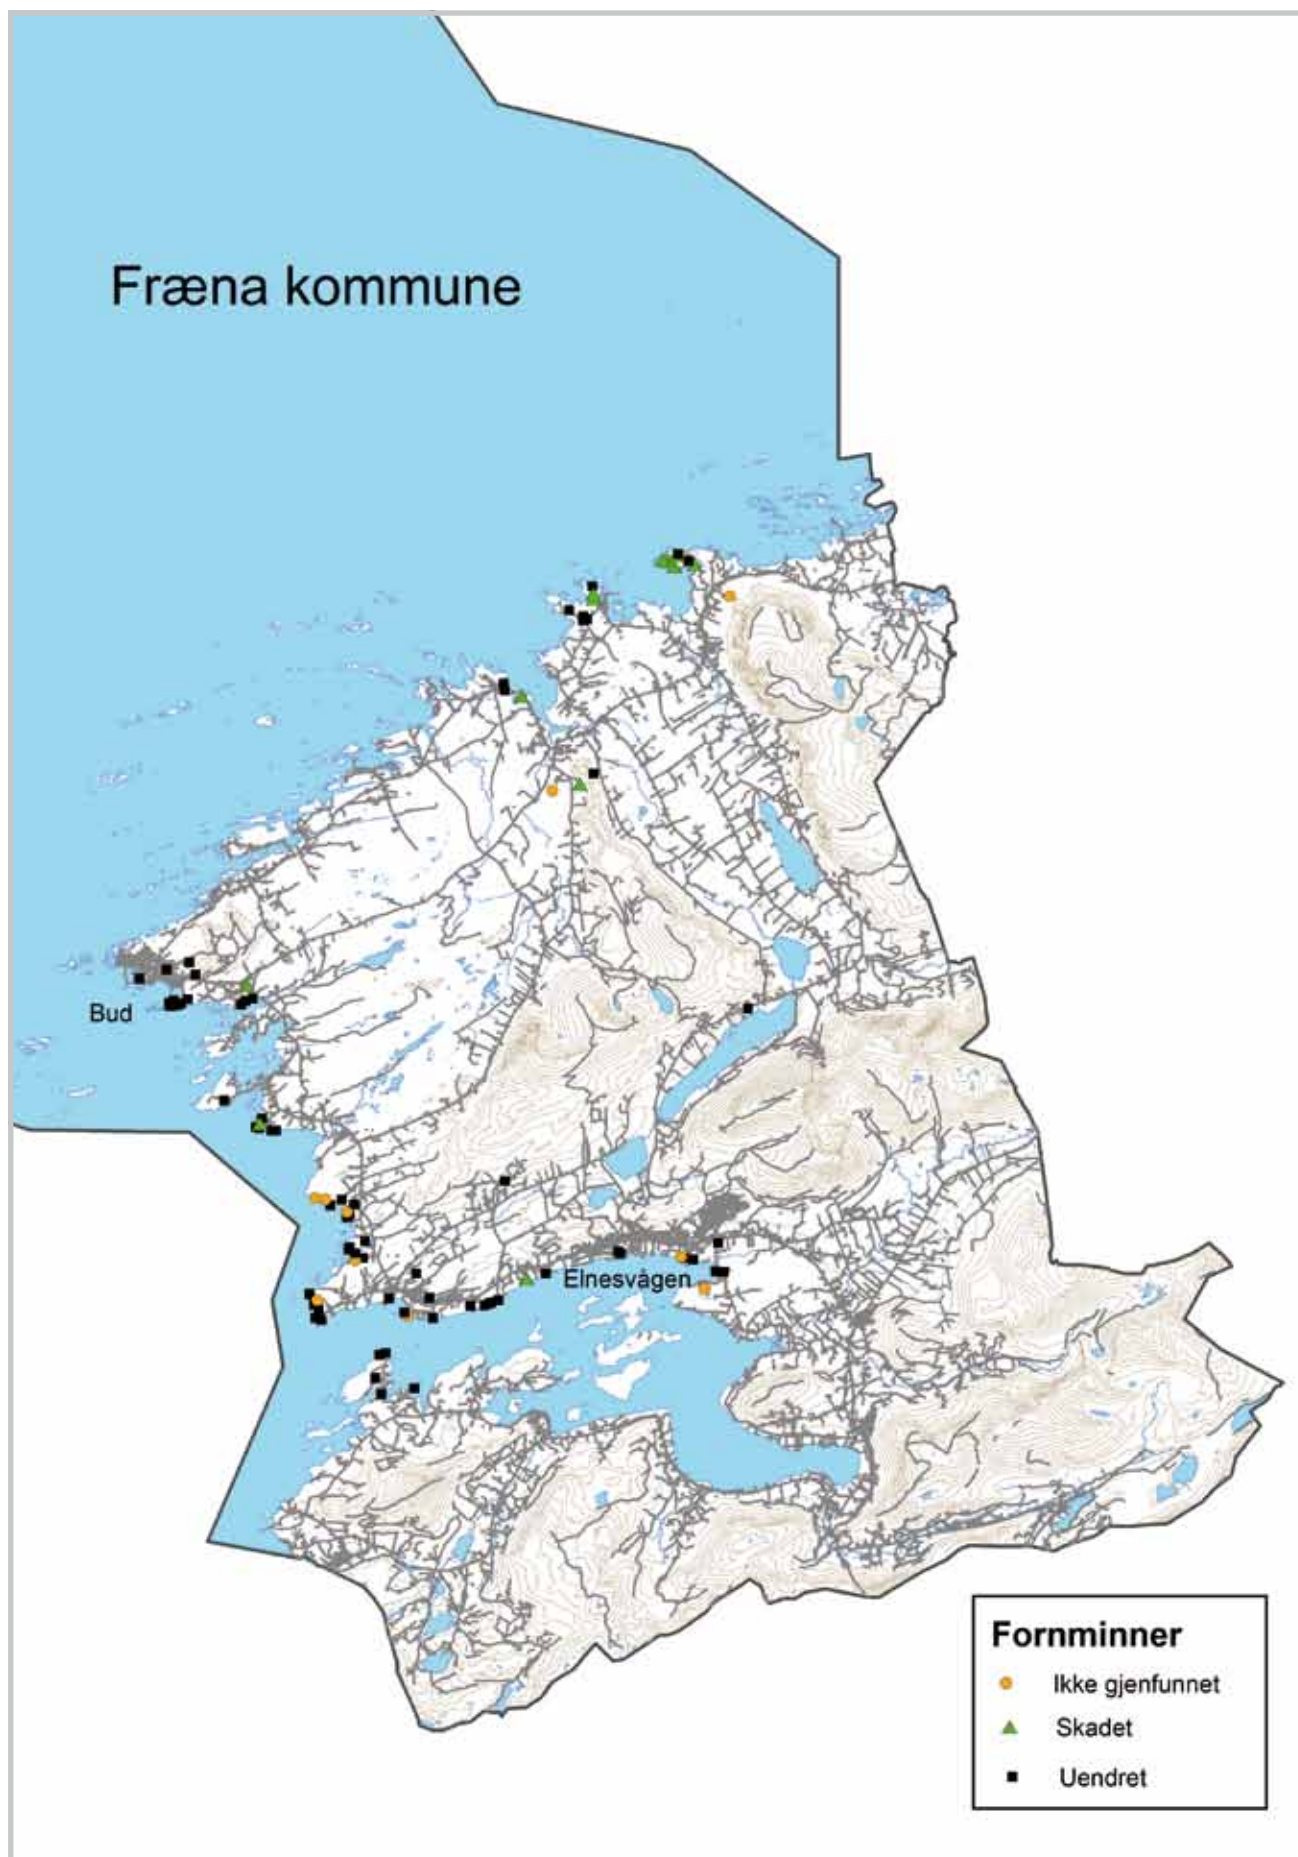 Fræna kommune
Bud
Elnesvågen
Fornminner
Ikke gjenfunnet
Skadet
Uendret